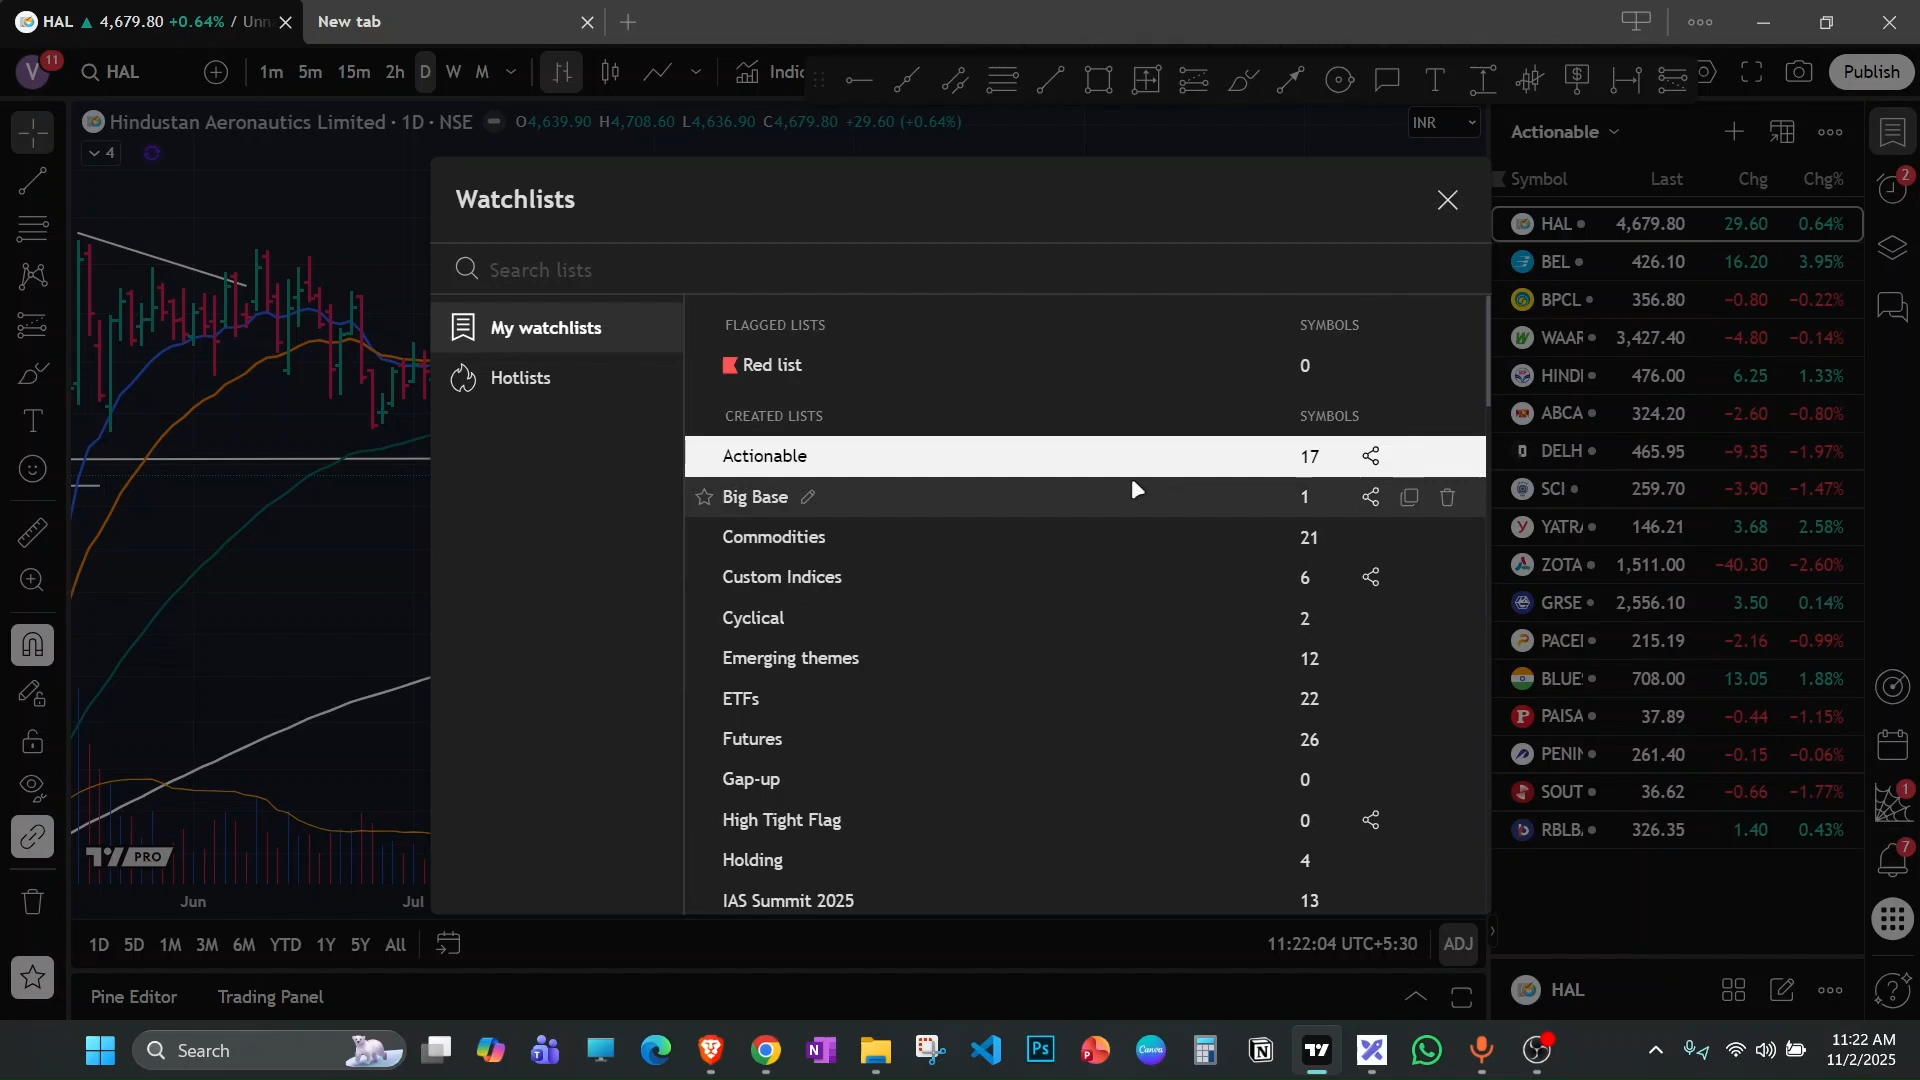 HAL ▲ 4,679.80 +0.64% / Unn
New tab
V 11
HAL
1m 5m 15m 2h D W M
Indic
Publish
Hindustan Aeronautics Limited · 1D · NSE O4,639.90 H4,708.60 L4,636.90 C4,679.80 +29.60 (+0.64%)
INR
4
Watchlists
Search lists
My watchlists
Hotlists
FLAGGED LISTS SYMBOLS
Red list 0
CREATED LISTS SYMBOLS
Actionable 17
Big Base 1
Commodities 21
Custom Indices 6
Cyclical 2
Emerging themes 12
ETFs 22
Futures 26
Gap-up 0
High Tight Flag 0
Holding 4
IAS Summit 2025 13
Actionable
Symbol Last Chg Chg%
HAL 4,679.80 29.60 0.64%
BEL 426.10 16.20 3.95%
BPCL 356.80 −0.80 −0.22%
WAAR 3,427.40 −4.80 −0.14%
HINDI 476.00 6.25 1.33%
ABCA 324.20 −2.60 −0.80%
DELH 465.95 −9.35 −1.97%
SCI 259.70 −3.90 −1.47%
YATR 146.21 3.68 2.58%
ZOTA 1,511.00 −40.30 −2.60%
GRSE 2,556.10 3.50 0.14%
PACE 215.19 −2.16 −0.99%
BLUE 708.00 13.05 1.88%
PAISA 37.89 −0.44 −1.15%
PENIN 261.40 −0.15 −0.06%
SOUT 36.62 −0.66 −1.77%
RBLB 326.35 1.40 0.43%
2
1
7
PRO
Jun Jul
1D 5D 1M 3M 6M YTD 1Y 5Y All
11:22:04 UTC+5:30 ADJ
Pine Editor Trading Panel
HAL
Search
11:22 AM
11/2/2025